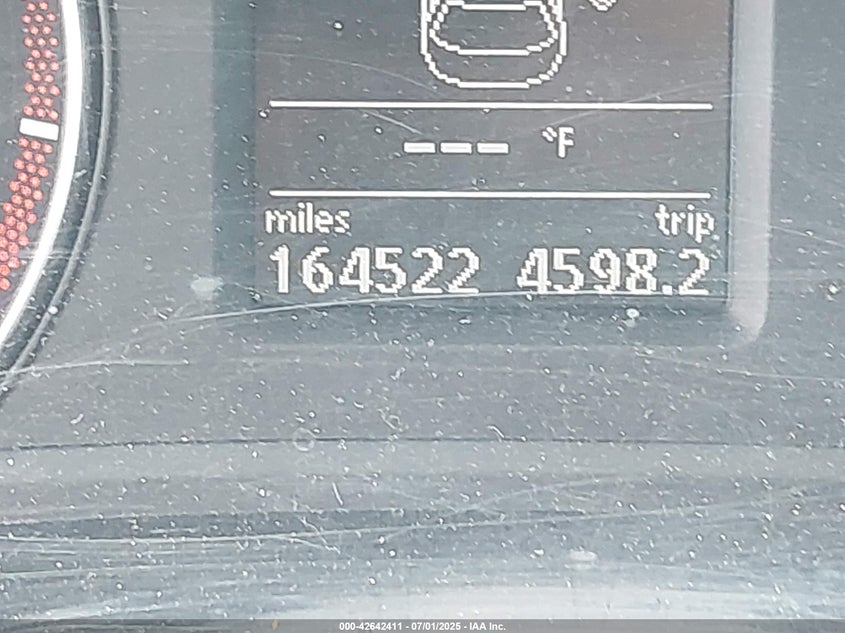 --- °F
miles trip
164522 4598.2
000-42642411 - 07/01/2025 - IAA Inc.